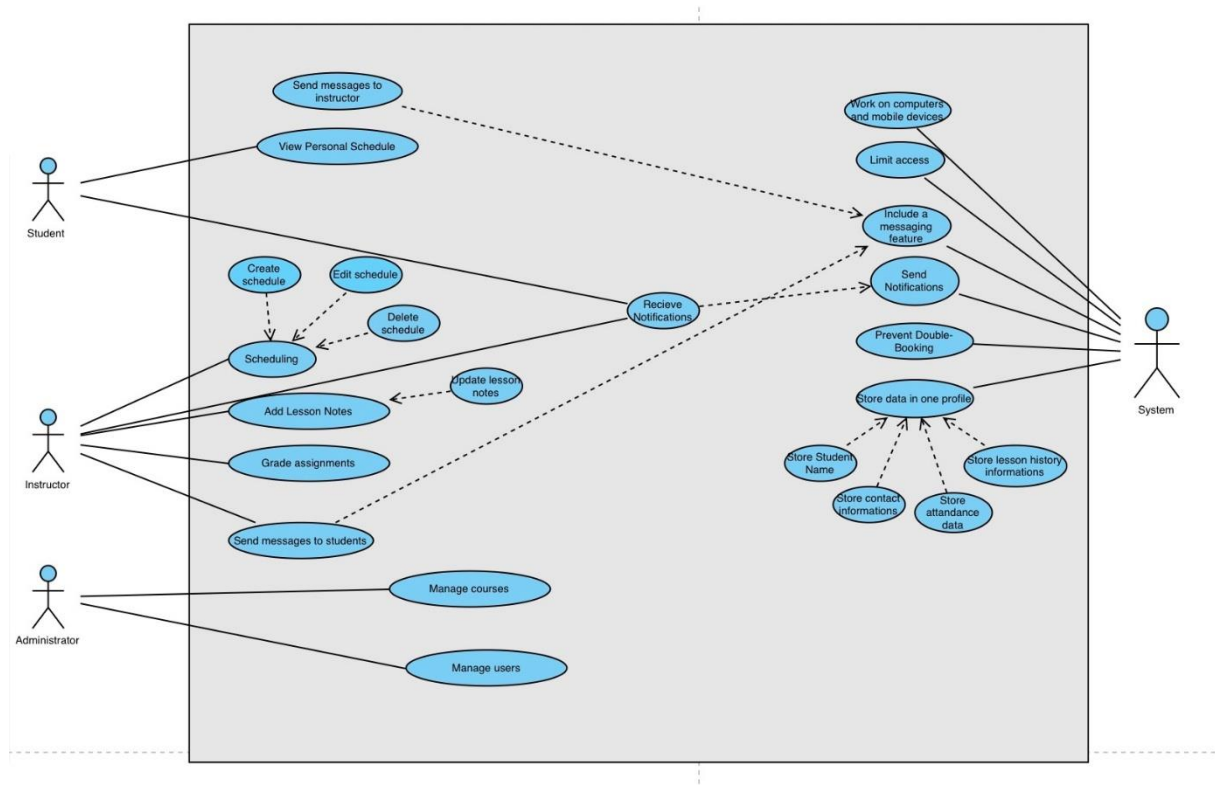 Send messages to
instructor
View Personal Schedule
Student
Create
schedule
Edit schedule
Delete
schedule
Scheduling
Recieve
Notifications
Update lesson
notes
Add Lesson Notes
Instructor
Grade assignments
Send messages to students
Administrator
Manage courses
Manage users
Work on computers
and mobile devices
Limit access
Include a
messaging
feature
Send
Notifications
Prevent Double-
Booking
Store data in one profile
System
Store Student
Name
Store contact
informations
Store
attandance
data
Store lesson history
informations